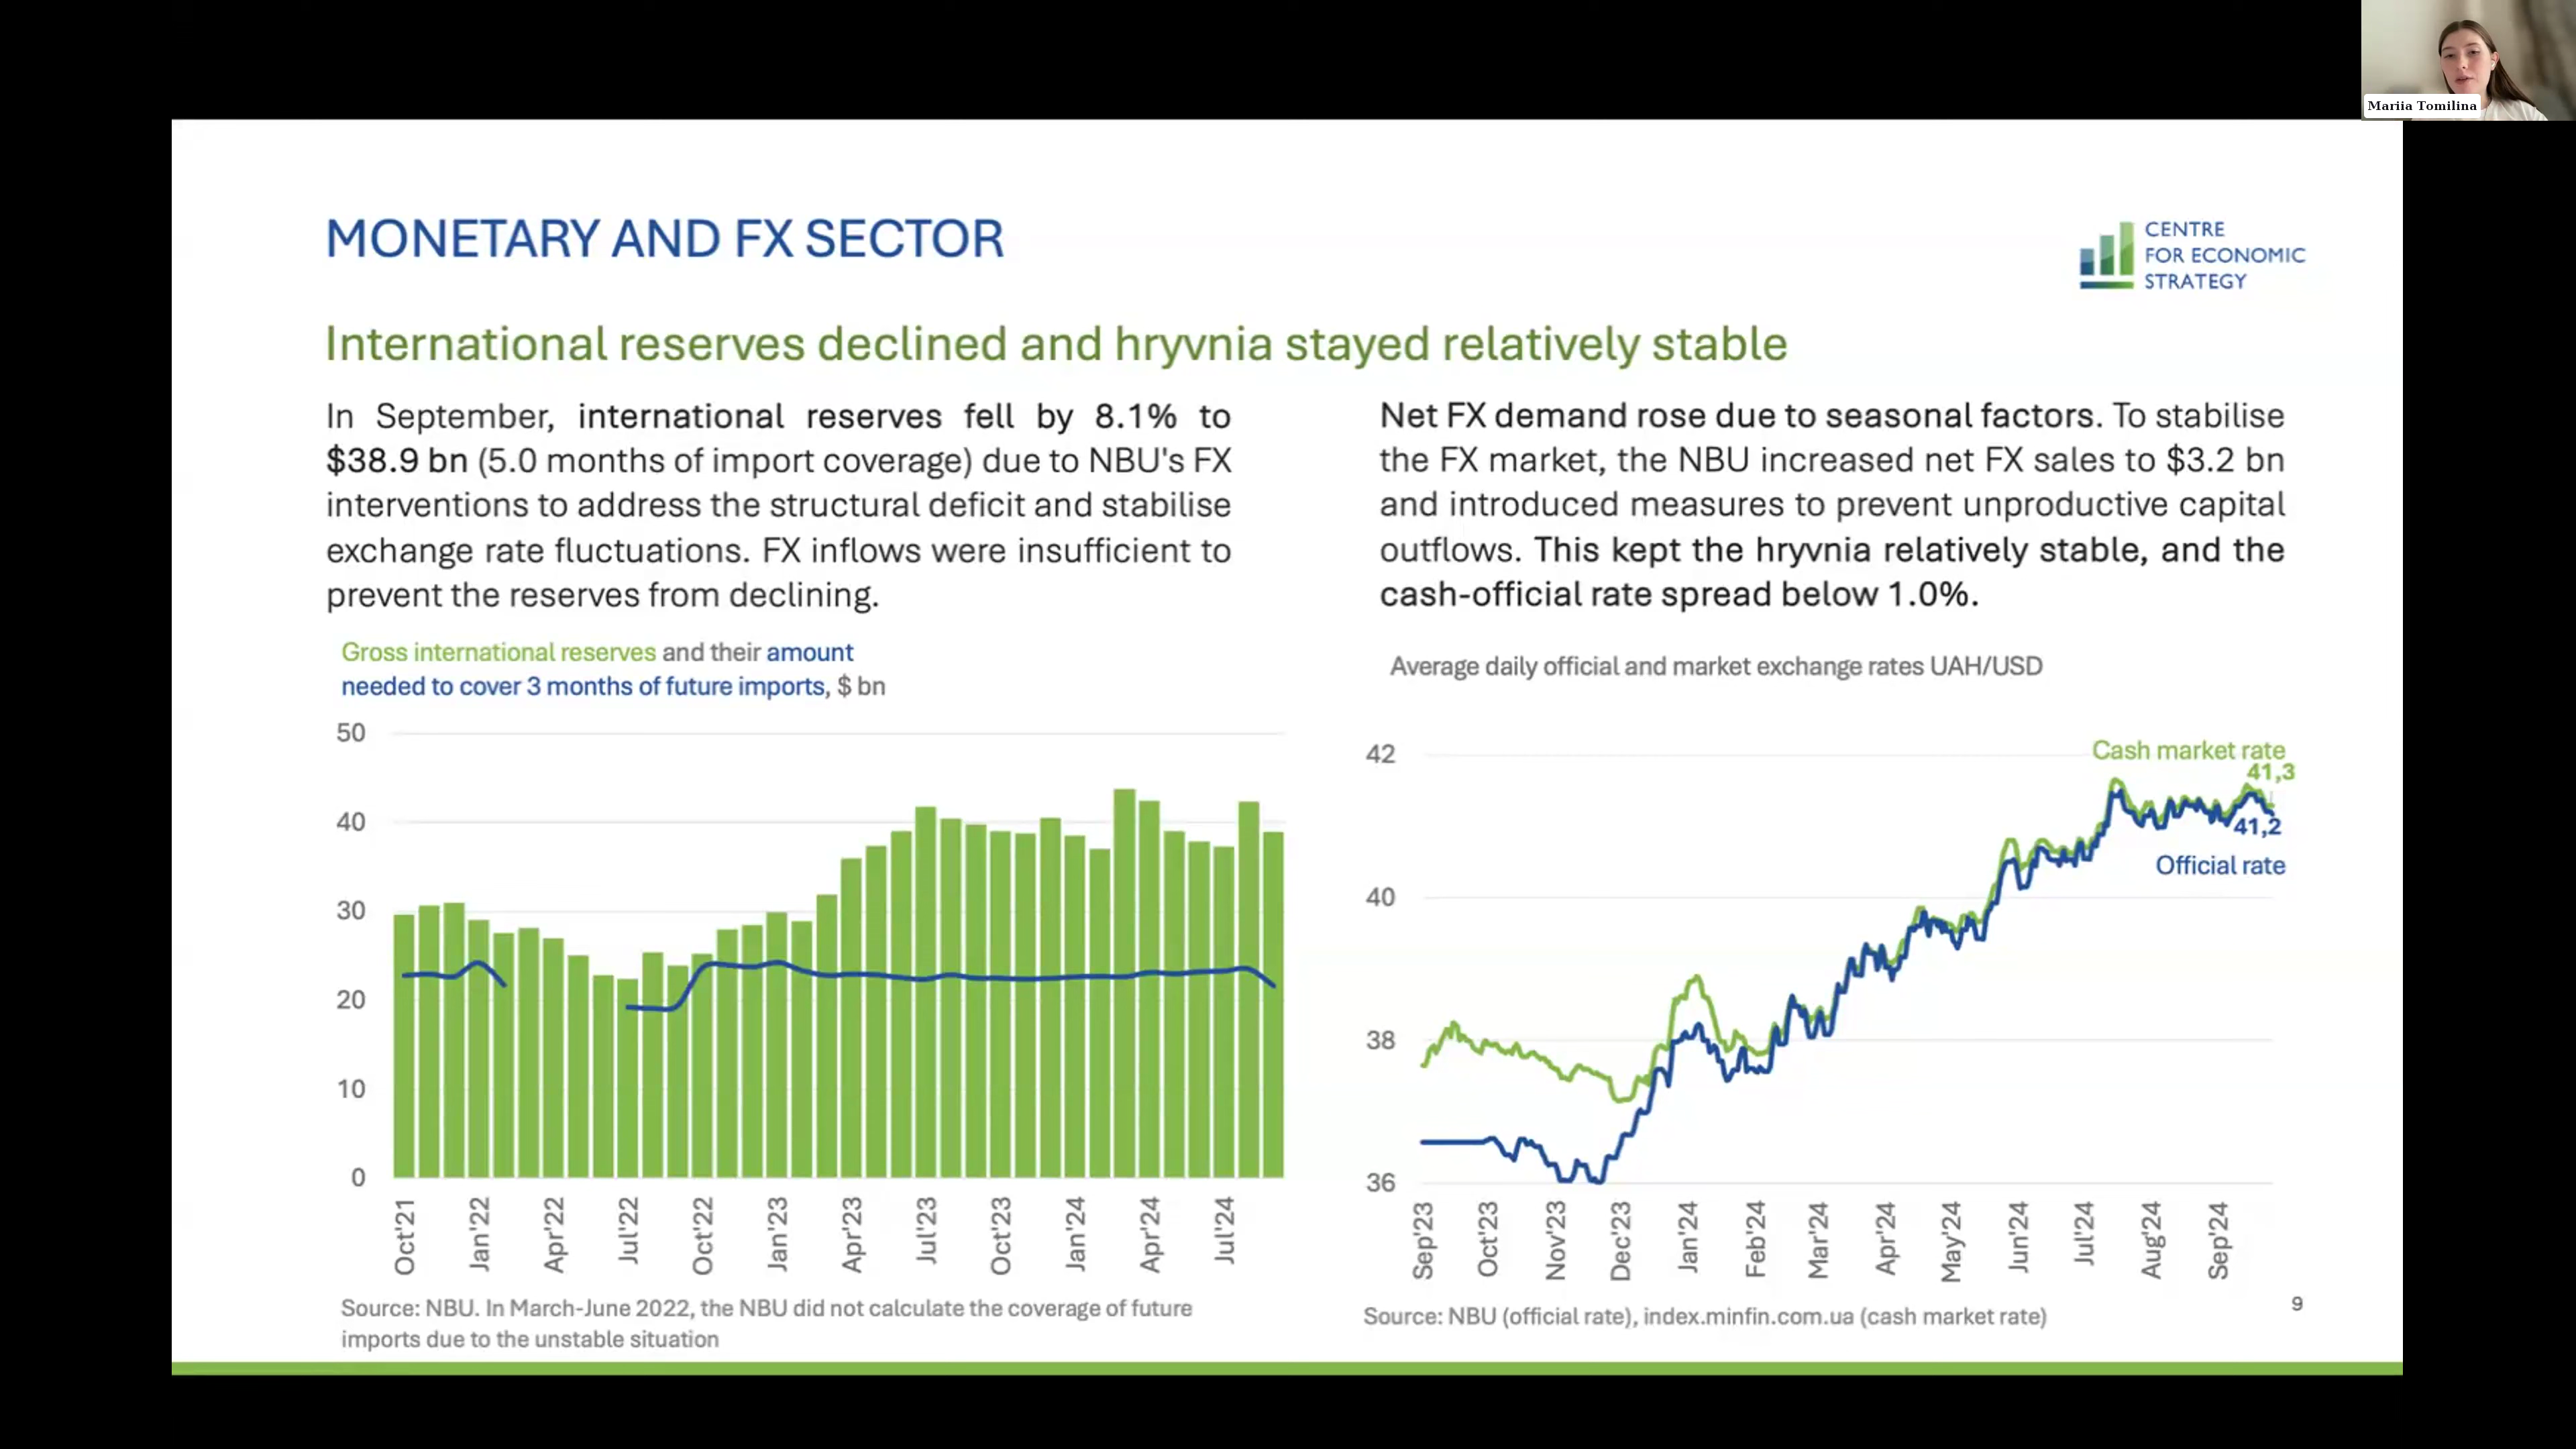 Mariia Tomilina
MONETARY AND FX SECTOR
CENTRE
FOR ECONOMIC
STRATEGY
International reserves declined and hryvnia stayed relatively stable
In September, international reserves fell by 8.1% to
$38.9 bn (5.0 months of import coverage) due to NBU's FX
interventions to address the structural deficit and stabilise
exchange rate fluctuations. FX inflows were insufficient to
prevent the reserves from declining.
Net FX demand rose due to seasonal factors. To stabilise
the FX market, the NBU increased net FX sales to $3.2 bn
and introduced measures to prevent unproductive capital
outflows. This kept the hryvnia relatively stable, and the
cash-official rate spread below 1.0%.
Gross international reserves and their amount
needed to cover 3 months of future imports, $ bn
50
40
30
20
10
0
Oct'21
Jan'22
Apr'22
Jul'22
Oct'22
Jan'23
Apr'23
Jul'23
Oct'23
Jan'24
Apr'24
Jul'24
Source: NBU. In March-June 2022, the NBU did not calculate the coverage of future
imports due to the unstable situation
Average daily official and market exchange rates UAH/USD
42
40
38
36
Cash market rate
41,3
41,2
Official rate
Sep'23
Oct'23
Nov'23
Dec'23
Jan'24
Feb'24
Mar'24
Apr'24
May'24
Jun'24
Jul'24
Aug'24
Sep'24
Source: NBU (official rate), index.minfin.com.ua (cash market rate)
9